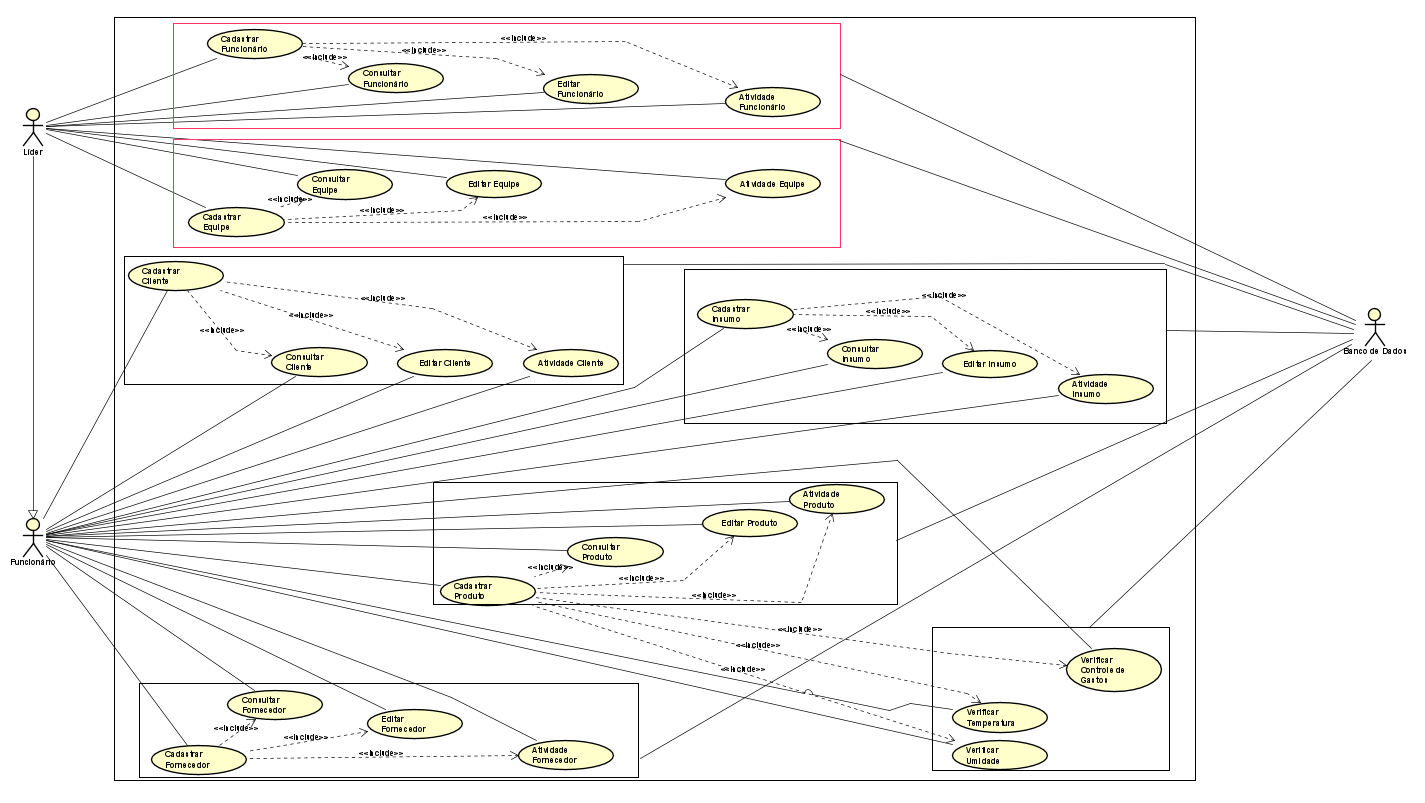 Cadastrar
Funcionário
<<Include>>
<<Include>>
<<Include>>
Consultar
Funcionário
Editar
Funcionário
Atividade
Funcionário
Líder
Consultar
Equipe
Editar Equipe
Atividade Equipe
<<Include>>
<<Include>>
<<Include>>
Cadastrar
Equipe
Cadastrar
Cliente
<<Include>>
<<Include>>
<<Include>>
Consultar
Cliente
Editar Cliente
Atividade Cliente
Cadastrar
Insumo
<<Include>>
<<Include>>
<<Include>>
Consultar
Insumo
Editar Insumo
Atividade
Insumo
Banco de Dados
Atividade
Produto
Editar Produto
Consultar
Produto
<<Include>>
<<Include>>
<<Include>>
Cadastrar
Produto
Funcionário
<<Include>>
<<Include>>
<<Include>>
Verificar
Controle de
Gastos
Verificar
Temperatura
Verificar
Umidade
Consultar
Fornecedor
Editar
Fornecedor
<<Include>>
<<Include>>
<<Include>>
Cadastrar
Fornecedor
Atividade
Fornecedor